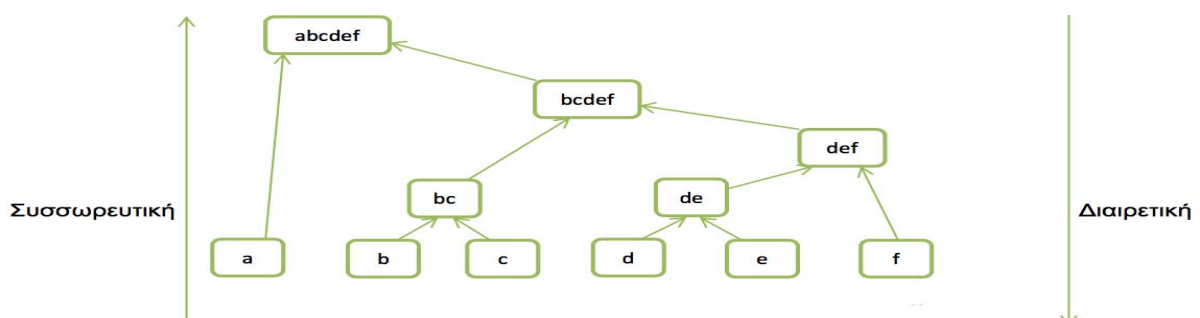 abcdef
bcdef
def
bc
de
Συσσωρευτική
Διαιρετική
a
b
c
d
e
f